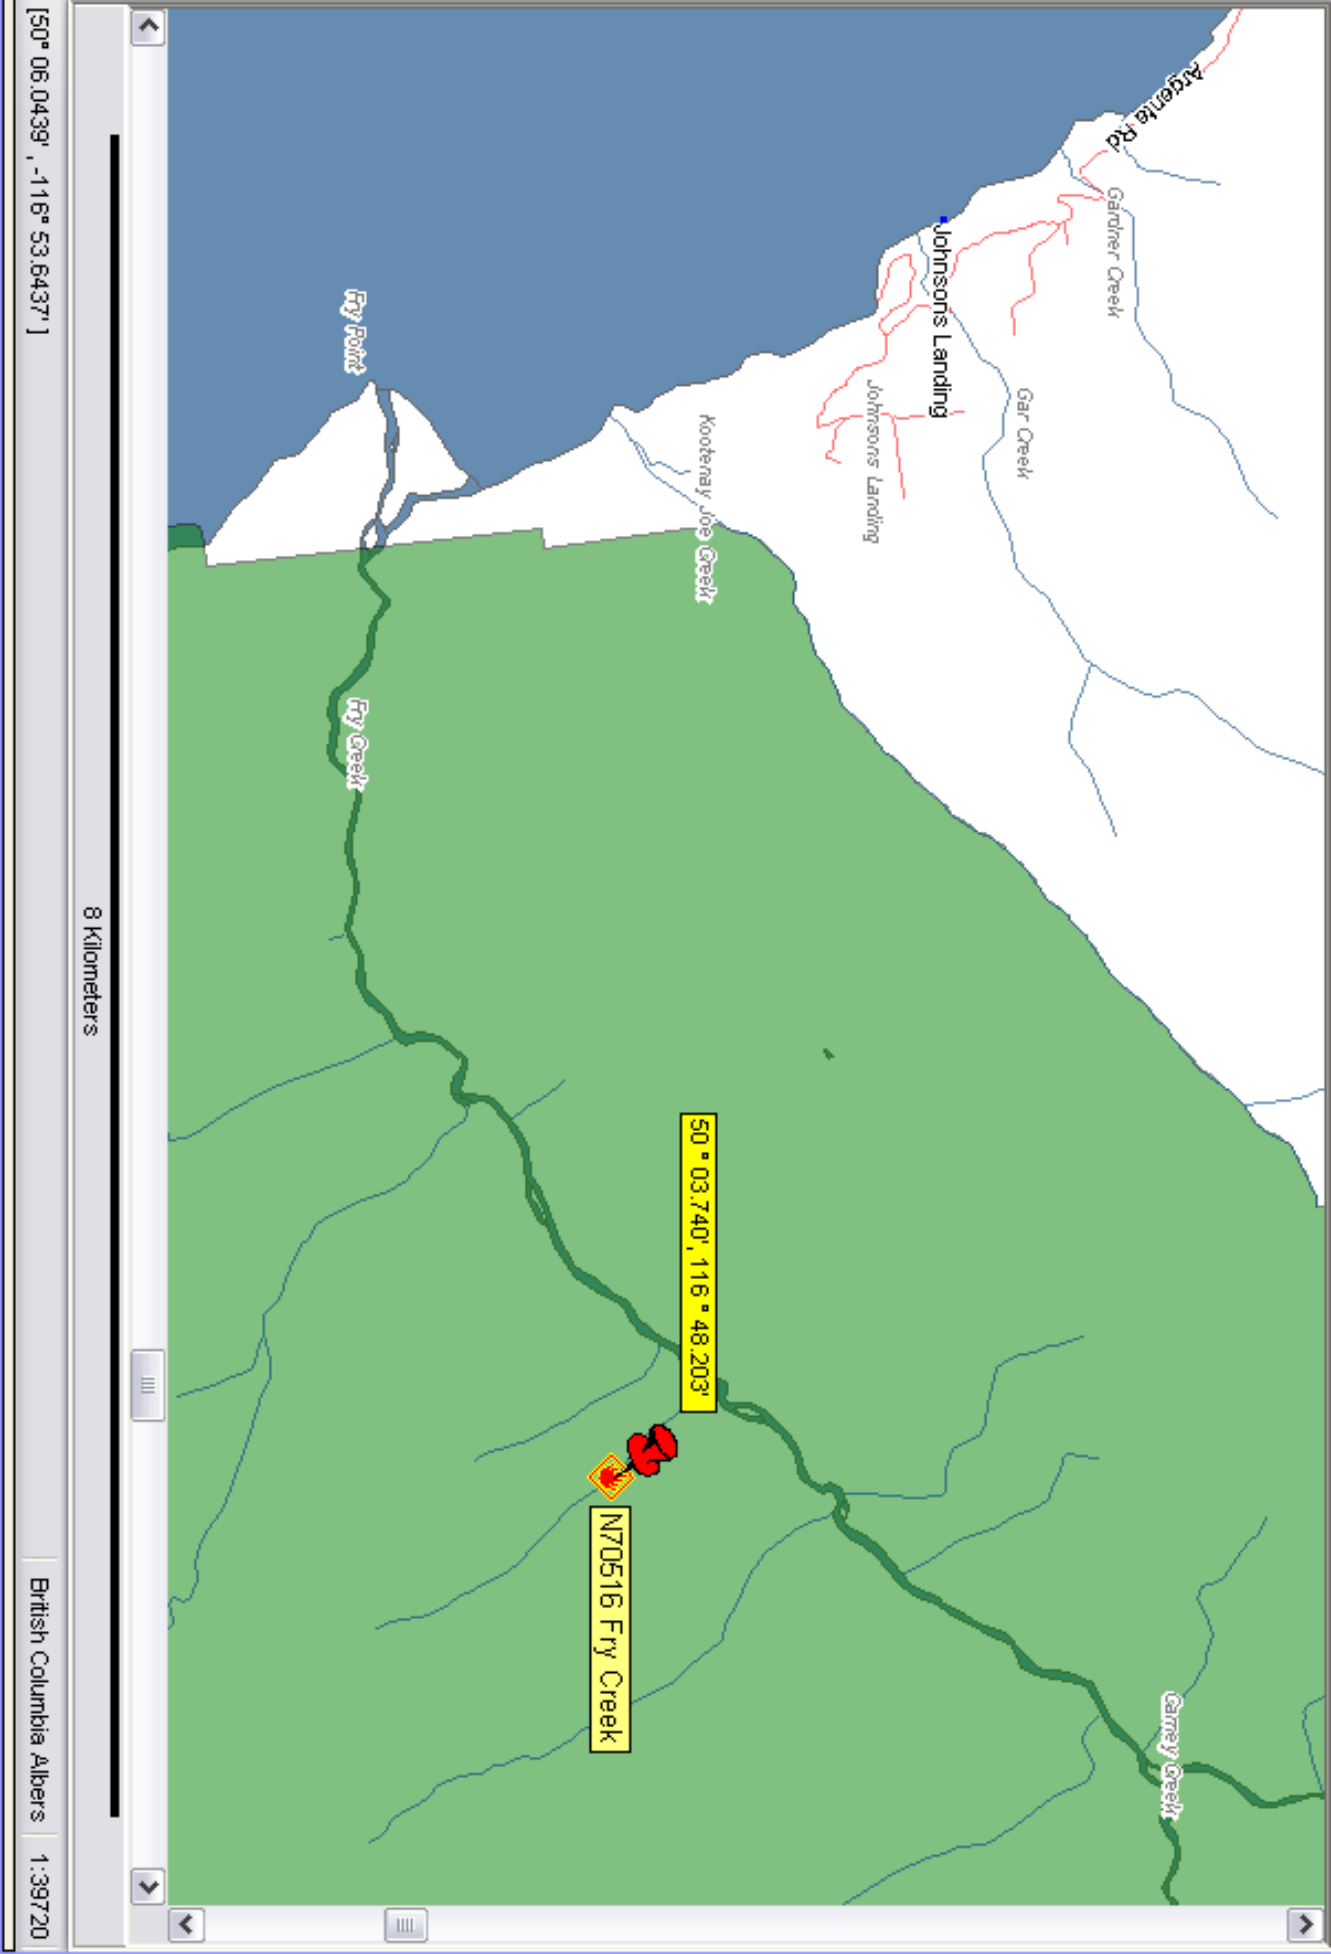 Argenta Rd
Gardner Creek
Johnsons Landing
Gar Creek
Johnsons Landing
Kootenay Joe Creek
Fry Point
Fry Creek
50 ° 03.740', 116 ° 48.203'
N70516 Fry Creek
Carney Creek
8 Kilometers
[50° 06.0439' , -116° 53.6437' ]
British Columbia Albers
1:39720